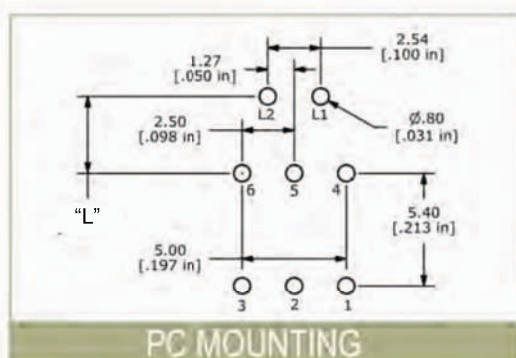 2.54
[.100 in]
1.27
[.050 in]
L2 L1
Ø.80
[.031 in]
2.50
[.098 in]
6 5 4
"L"
5.40
[.213 in]
5.00
[.197 in]
3 2 1
PC MOUNTING